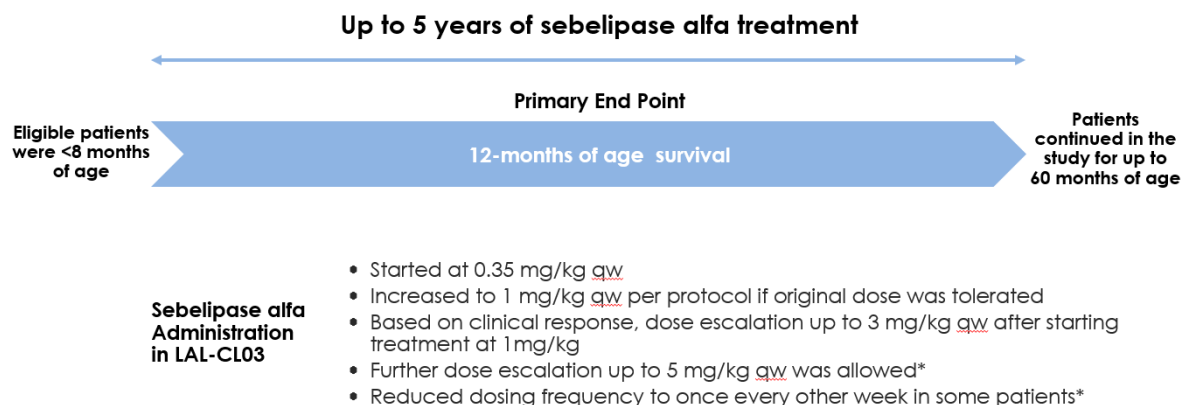 Up to 5 years of sebelipase alfa treatment
Primary End Point
Eligible patients
were <8 months
of age
12-months of age survival
Patients
continued in the
study for up to
60 months of age
Sebelipase alfa
Administration
in LAL-CL03
• Started at 0.35 mg/kg qw
• Increased to 1 mg/kg qw per protocol if original dose was tolerated
• Based on clinical response, dose escalation up to 3 mg/kg qw after starting
treatment at 1mg/kg
• Further dose escalation up to 5 mg/kg qw was allowed*
• Reduced dosing frequency to once every other week in some patients*